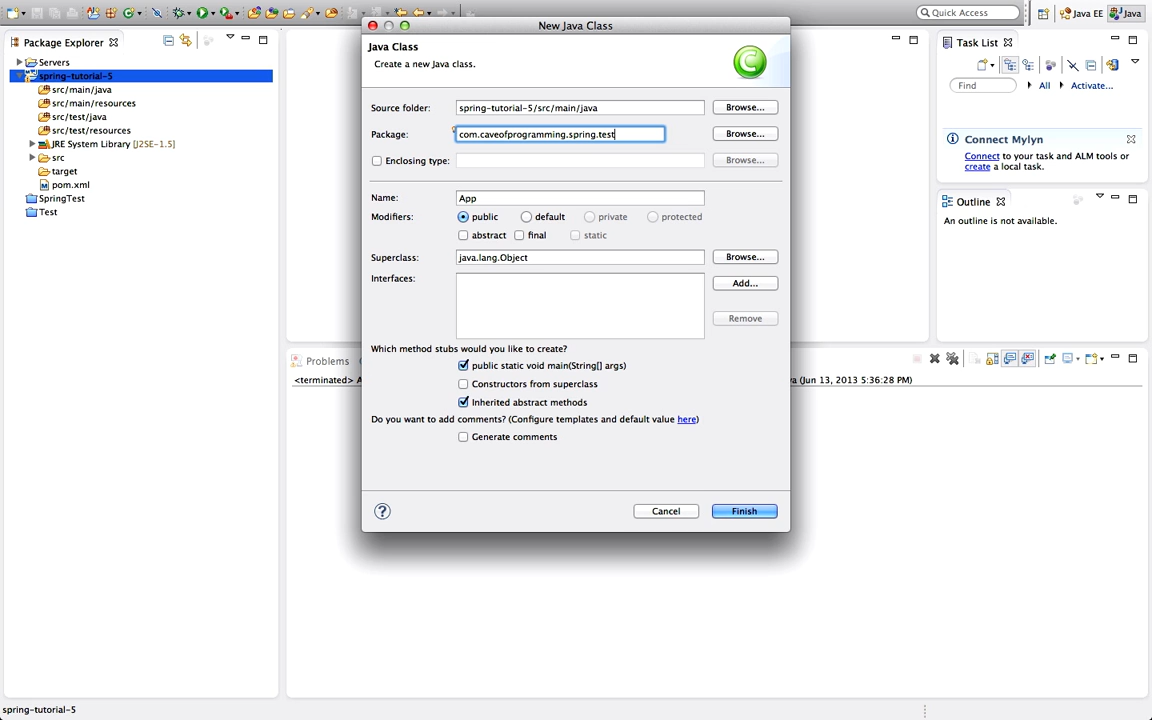 New Java Class
Quick Access
Java EE
Java
Package Explorer
Servers
spring-tutorial-5
src/main/java
src/main/resources
src/test/java
src/test/resources
JRE System Library [J2SE-1.5]
src
target
pom.xml
SpringTest
Test
Java Class
Create a new Java class.
Source folder:
spring-tutorial-5/src/main/java
Browse...
Package:
com.caveofprogramming.spring.test
Browse...
Enclosing type:
Browse...
Name:
App
Modifiers:
public
default
private
protected
abstract
final
static
Superclass:
java.lang.Object
Browse...
Interfaces:
Add...
Remove
Which method stubs would you like to create?
public static void main(String[] args)
Constructors from superclass
Inherited abstract methods
Do you want to add comments? (Configure templates and default value here)
Generate comments
Cancel
Finish
Task List
Find
All
Activate...
Connect Mylyn
Connect to your task and ALM tools or
create a local task.
Outline
An outline is not available.
Problems
<terminated>
(Jun 13, 2013 5:36:28 PM)
spring-tutorial-5